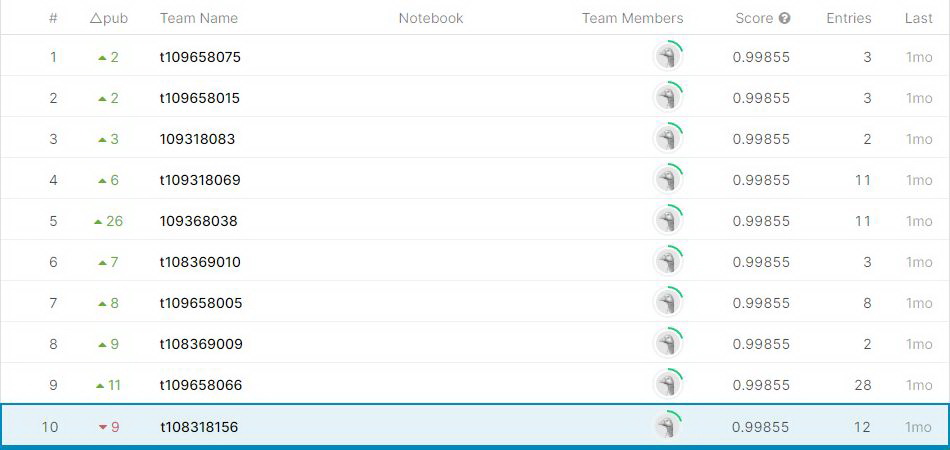 # △pub Team Name Notebook Team Members Score ? Entries Last
1 ▲ 2 t109658075 0.99855 3 1mo
2 ▲ 2 t109658015 0.99855 3 1mo
3 ▲ 3 109318083 0.99855 2 1mo
4 ▲ 6 t109318069 0.99855 11 1mo
5 ▲ 26 109368038 0.99855 11 1mo
6 ▲ 7 t108369010 0.99855 3 1mo
7 ▲ 8 t109658005 0.99855 8 1mo
8 ▲ 9 t108369009 0.99855 2 1mo
9 ▲ 11 t109658066 0.99855 28 1mo
10 ▼ 9 t108318156 0.99855 12 1mo